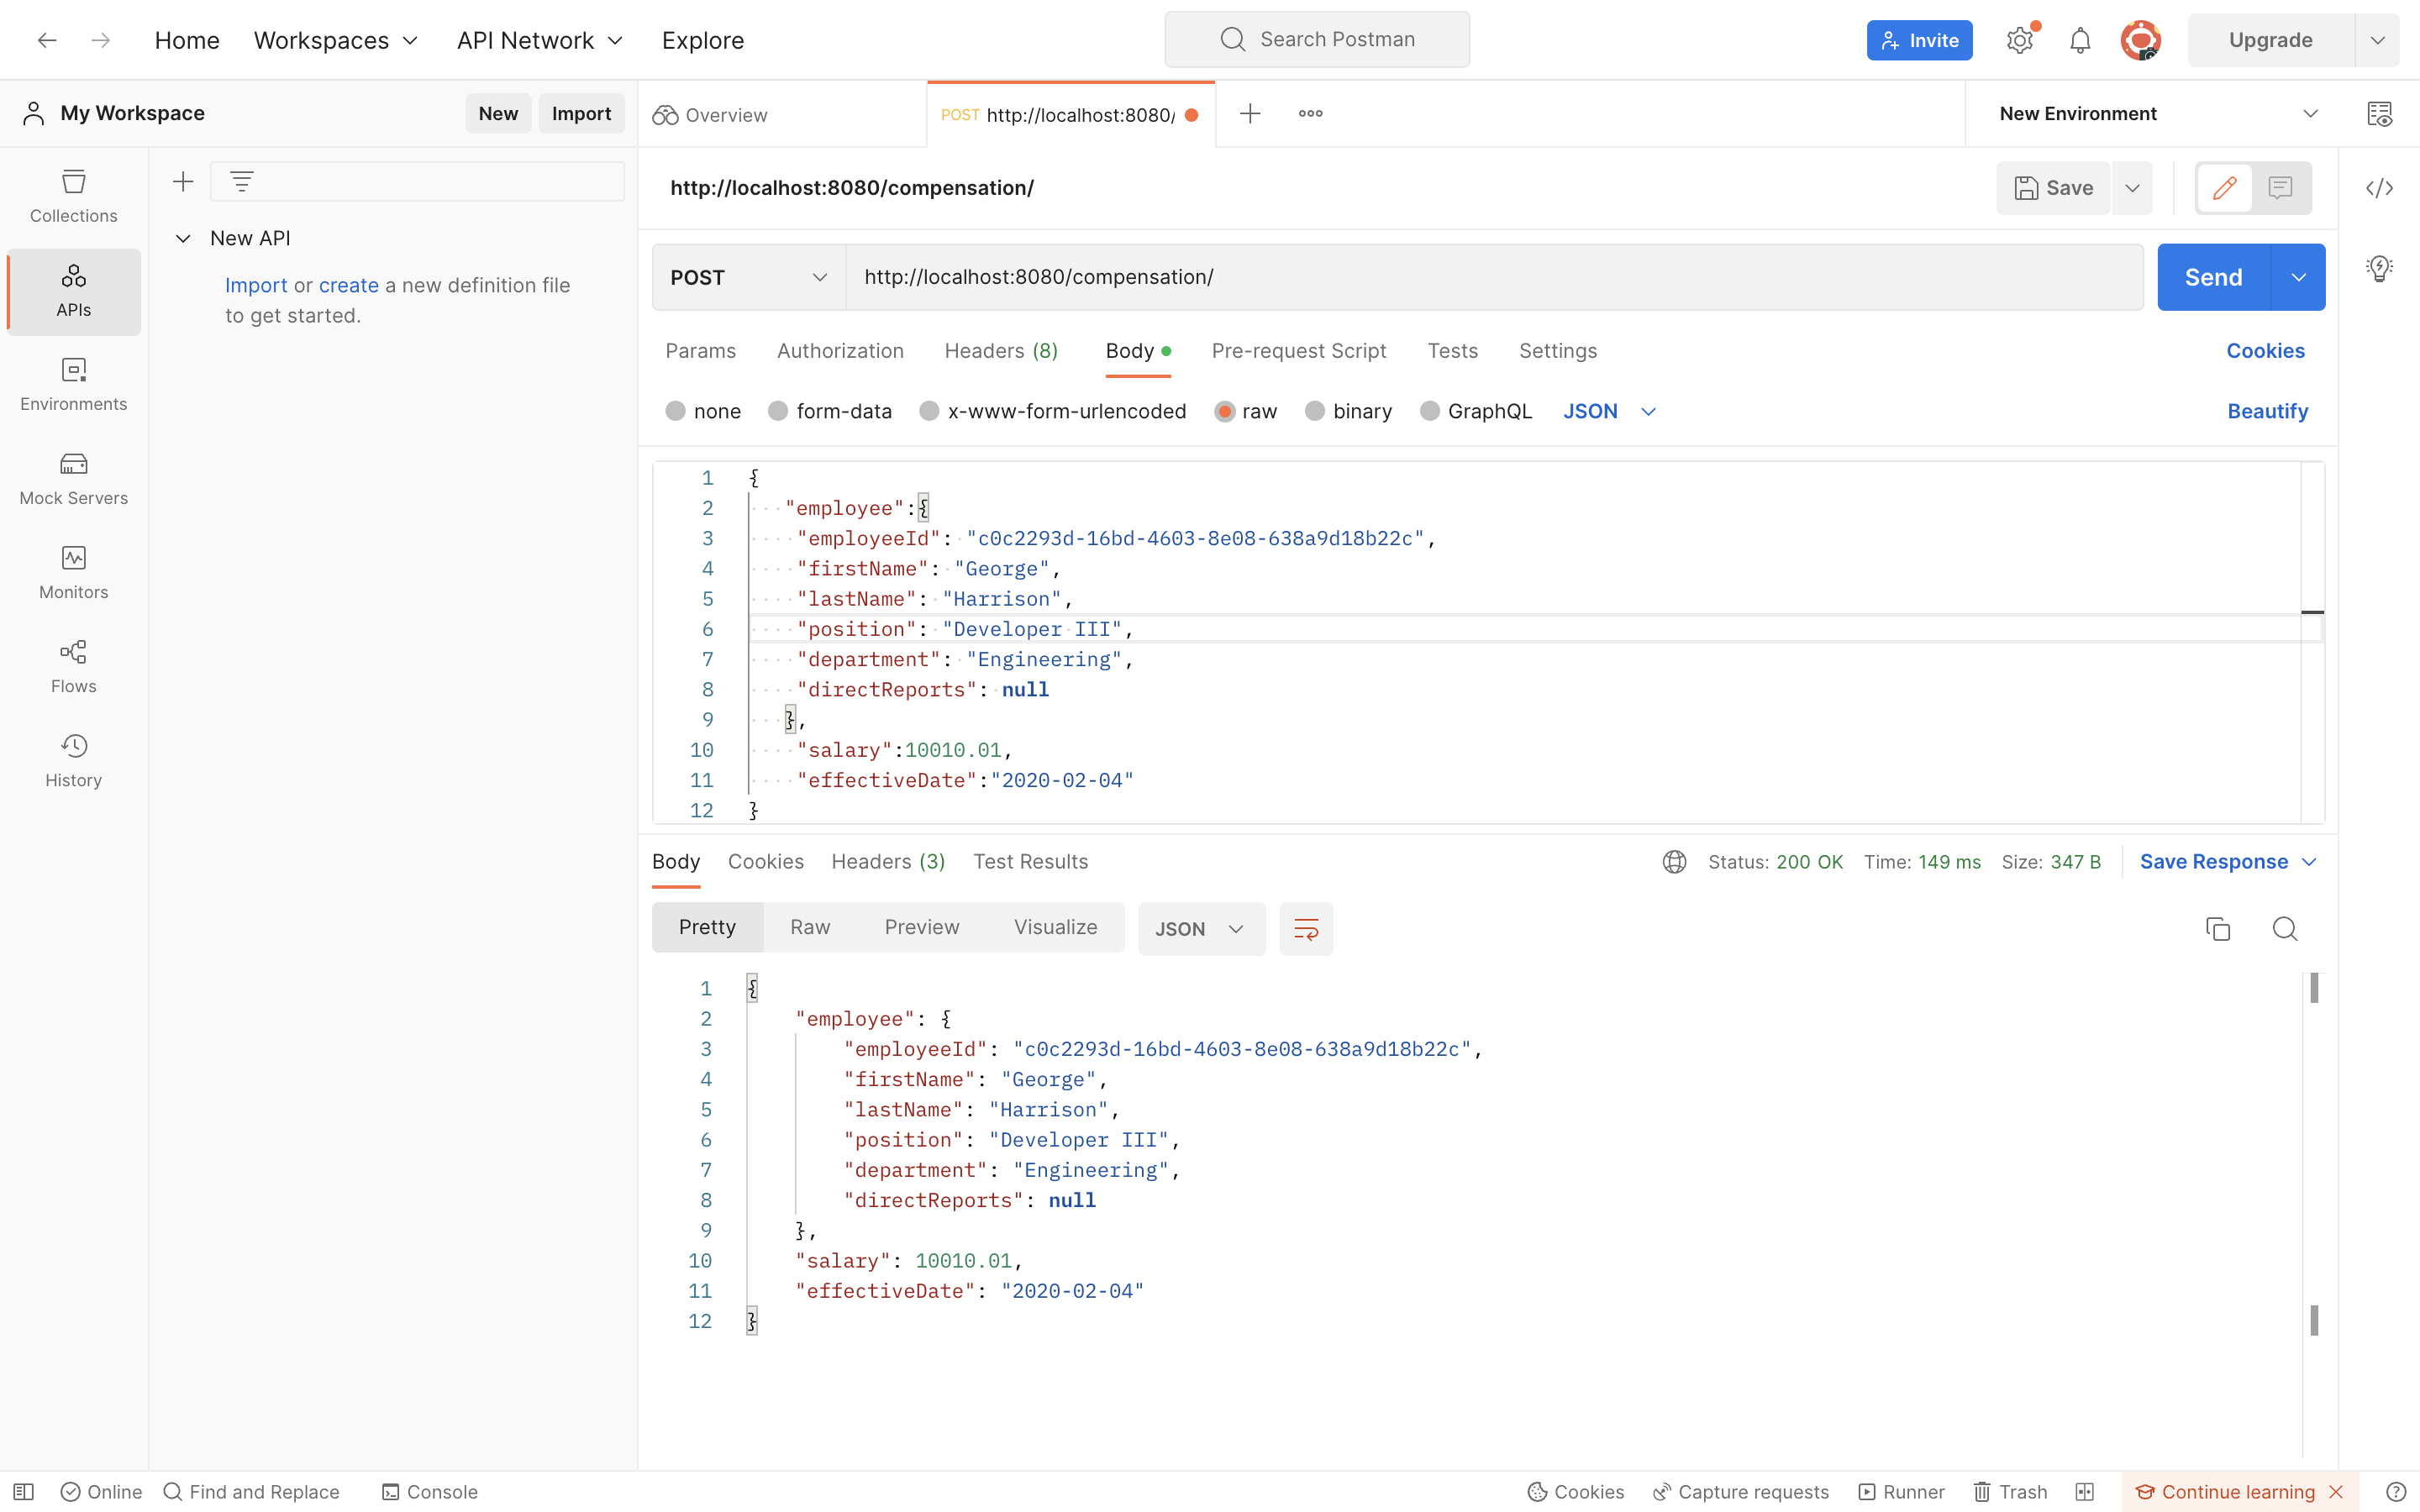 Home Workspaces API Network Explore Search Postman Invite Upgrade
My Workspace New Import Overview POST http://localhost:8080/ New Environment
Collections
APIs
Environments
Mock Servers
Monitors
Flows
History
New API
Import or create a new definition file
to get started.
http://localhost:8080/compensation/ Save
POST http://localhost:8080/compensation/ Send
Params Authorization Headers (8) Body Pre-request Script Tests Settings Cookies
none form-data x-www-form-urlencoded raw binary GraphQL JSON Beautify
1 {
2 "employee":{
3 "employeeId": "c0c2293d-16bd-4603-8e08-638a9d18b22c",
4 "firstName": "George",
5 "lastName": "Harrison",
6 "position": "Developer III",
7 "department": "Engineering",
8 "directReports": null
9 },
10 "salary":10010.01,
11 "effectiveDate":"2020-02-04"
12 }
Body Cookies Headers (3) Test Results Status: 200 OK Time: 149 ms Size: 347 B Save Response
Pretty Raw Preview Visualize JSON
1 {
2 "employee": {
3 "employeeId": "c0c2293d-16bd-4603-8e08-638a9d18b22c",
4 "firstName": "George",
5 "lastName": "Harrison",
6 "position": "Developer III",
7 "department": "Engineering",
8 "directReports": null
9 },
10 "salary": 10010.01,
11 "effectiveDate": "2020-02-04"
12 }
Online Find and Replace Console Cookies Capture requests Runner Trash Continue learning